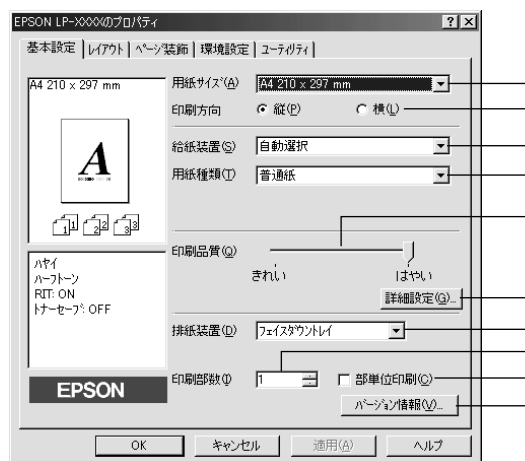 EPSON LP-XXXXのプロパティ
基本設定 レイアウト ページ装飾 環境設定 ユーティリティ
A4 210 x 297 mm
用紙サイズ(A) A4 210 x 297 mm
印刷方向 縦(P) 横(L)
給紙装置(S) 自動選択
用紙種類(T) 普通紙
A
1 1 2 2 3 3
印刷品質(Q)
きれい はやい
詳細設定(G)...
ハヤイ
ハーフトーン
RIT: ON
トナーセーブ: OFF
排紙装置(D) フェイスダウントレイ
印刷部数(I) 1 部単位印刷(C)
EPSON
バージョン情報(V)...
OK キャンセル 適用(A) ヘルプ